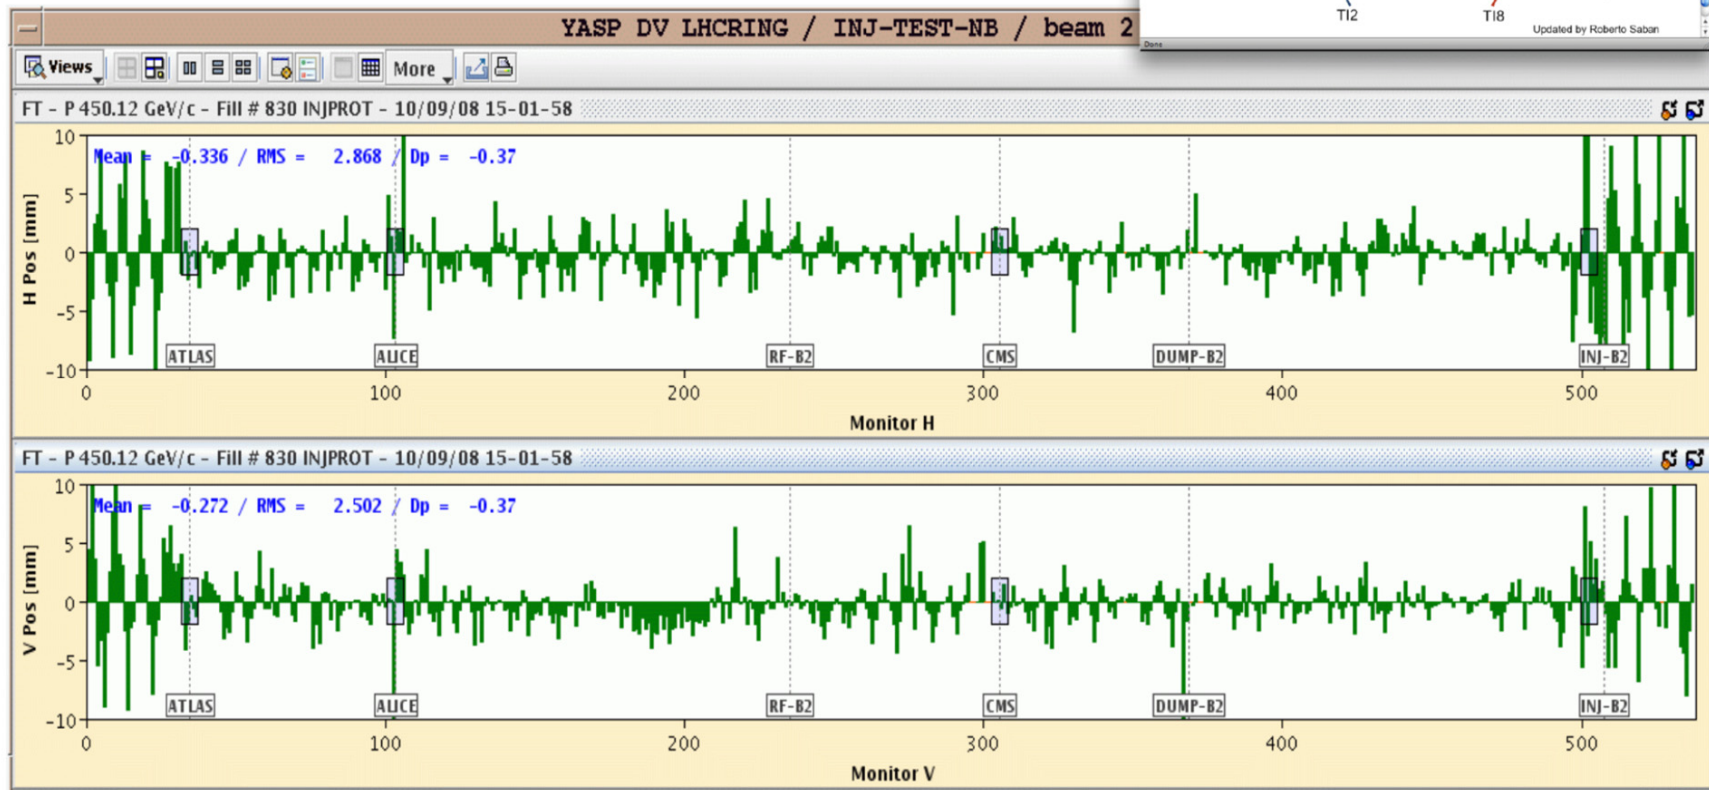 TI2 TI8
Updated by Roberto Saban
Done
YASP DV LHCRING / INJ-TEST-NB / beam 2
Views More
FT - P 450.12 GeV/c - Fill # 830 INJPROT - 10/09/08 15-01-58
Mean = -0.336 / RMS = 2.868 / Dp = -0.37
H Pos [mm]
10
5
0
-5
-10
ATLAS ALICE RF-B2 CMS DUMP-B2 INJ-B2
0 100 200 300 400 500
Monitor H
FT - P 450.12 GeV/c - Fill # 830 INJPROT - 10/09/08 15-01-58
Mean = -0.272 / RMS = 2.502 / Dp = -0.37
V Pos [mm]
10
5
0
-5
-10
ATLAS ALICE RF-B2 CMS DUMP-B2 INJ-B2
0 100 200 300 400 500
Monitor V